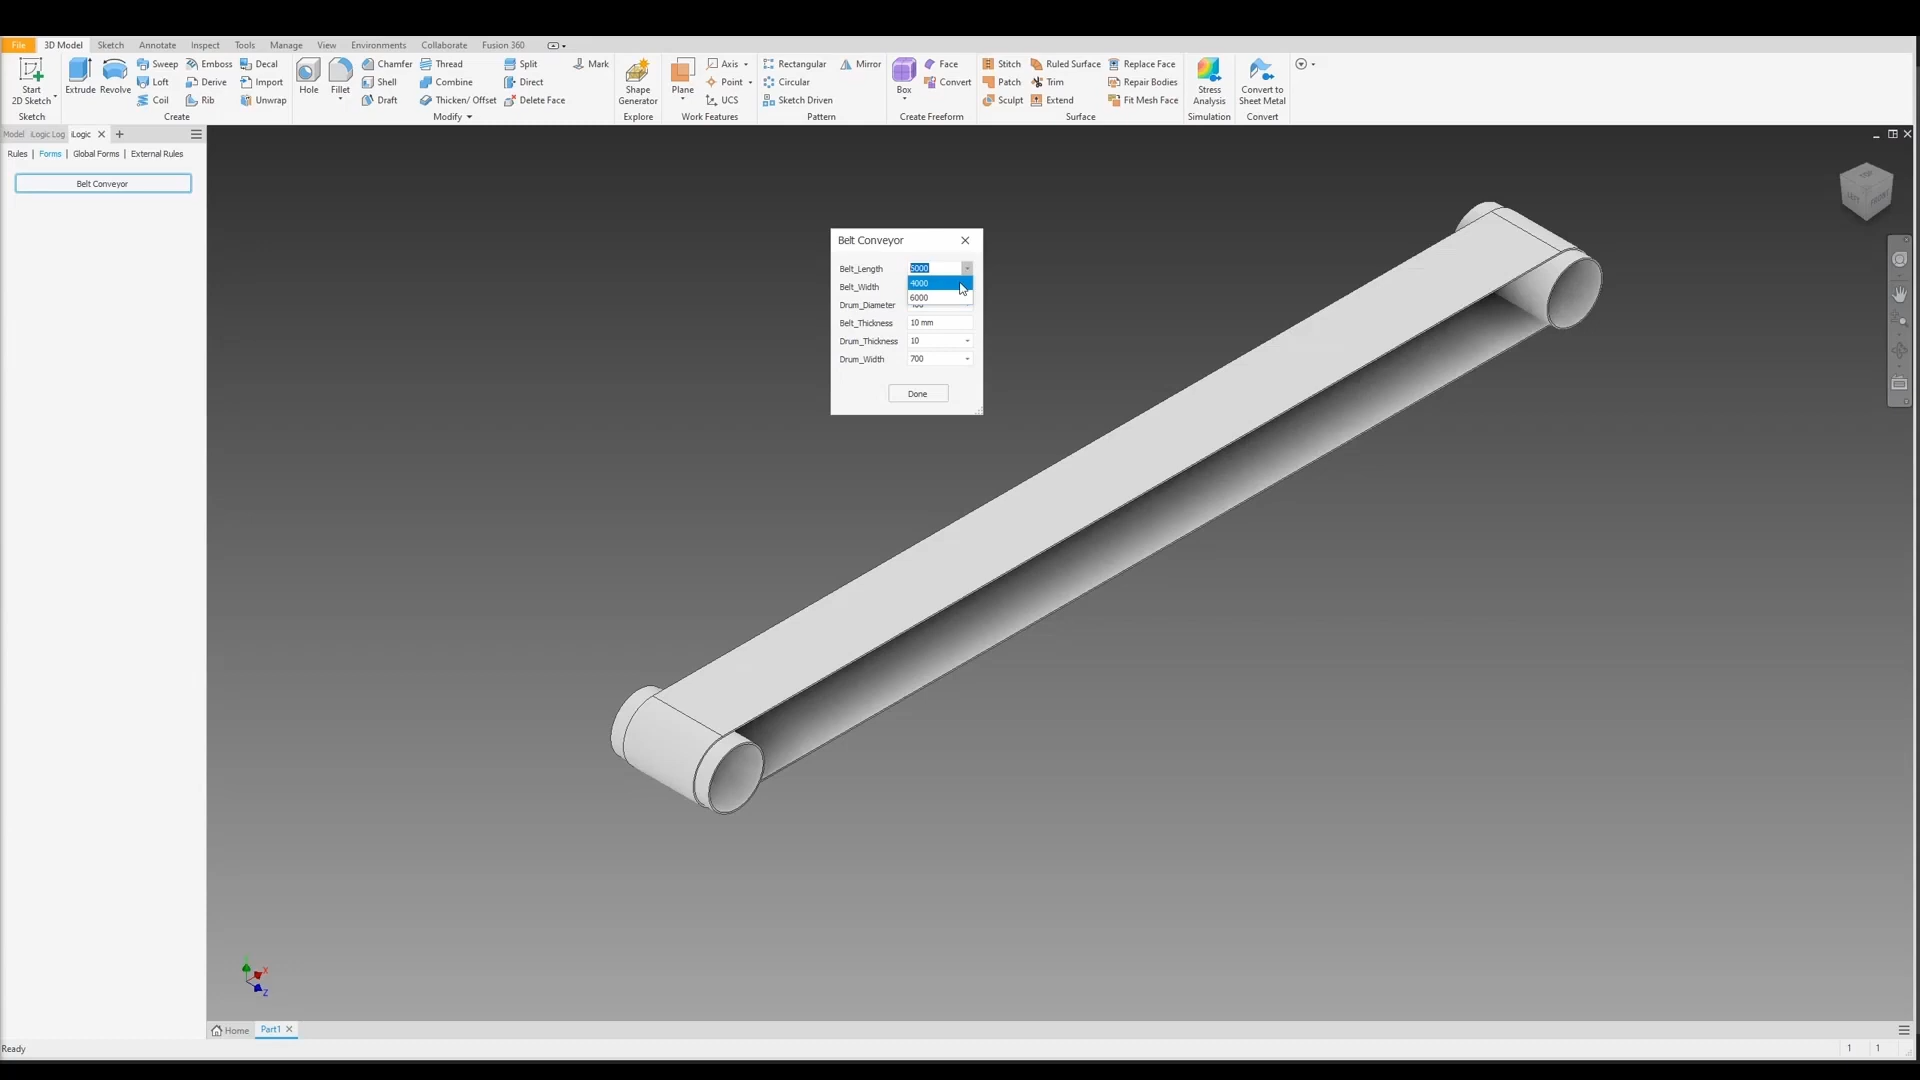 File 3D Model Sketch Annotate Inspect Tools Manage View Environments Collaborate Fusion 360
Start
2D Sketch
Extrude
Revolve
Sweep Emboss Decal
Loft Derive Import
Coil Rib Unwrap
Hole
Fillet
Chamfer Thread Split Mark
Shell Combine Direct
Draft Thicken/ Offset Delete Face
Shape
Generator
Plane
Axis
Point
UCS
Rectangular Mirror
Circular
Sketch Driven
Box
Face
Convert
Stitch Ruled Surface Replace Face
Patch Trim Repair Bodies
Sculpt Extend Fit Mesh Face
Stress
Analysis
Convert to
Sheet Metal
Sketch Create Modify Explore Work Features Pattern Create Freeform Surface Simulation Convert
Model iLogic Log iLogic
Rules | Forms | Global Forms | External Rules
Belt Conveyor
Belt Conveyor
Belt_Length 5000
4000
Belt_Width
6000
Drum_Diameter
Belt_Thickness 10 mm
Drum_Thickness 10
Drum_Width 700
Done
TOP
LEFT FRONT
X
Z
Home Part1
Ready 1 1